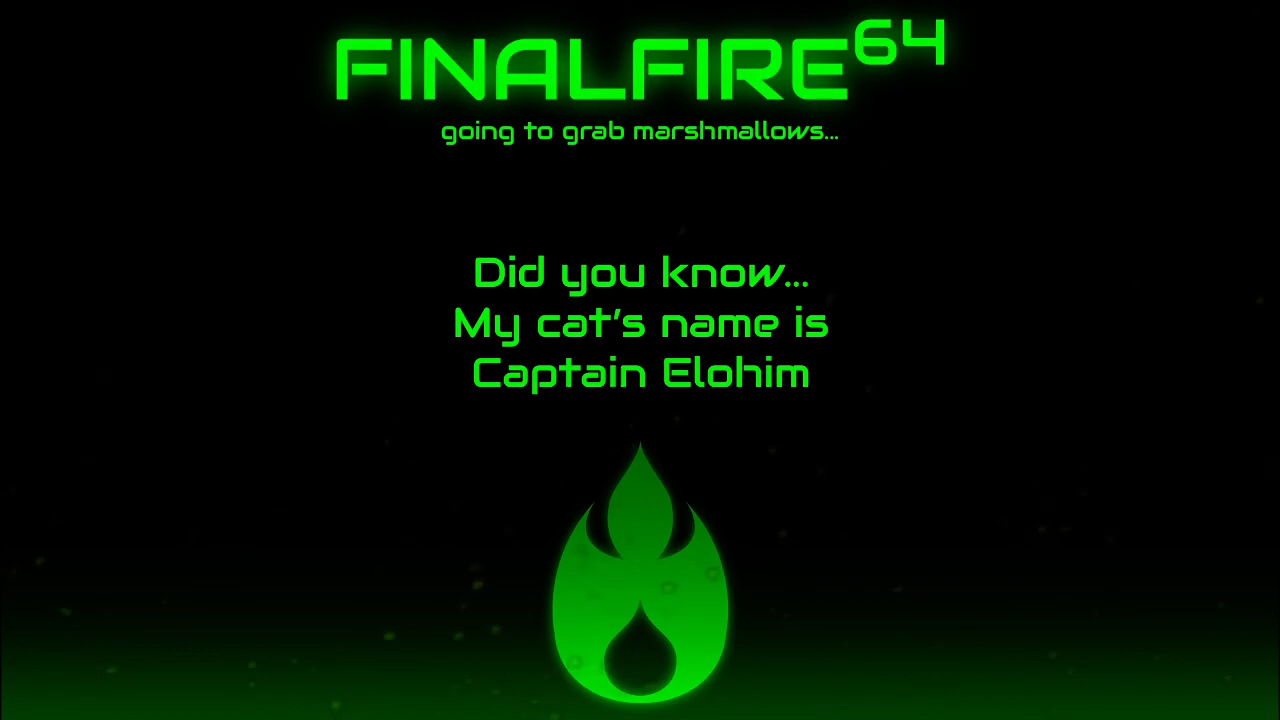 FINALFIRE64
going to grab marshmallows...
Did you know...
My cat's name is
Captain Elohim